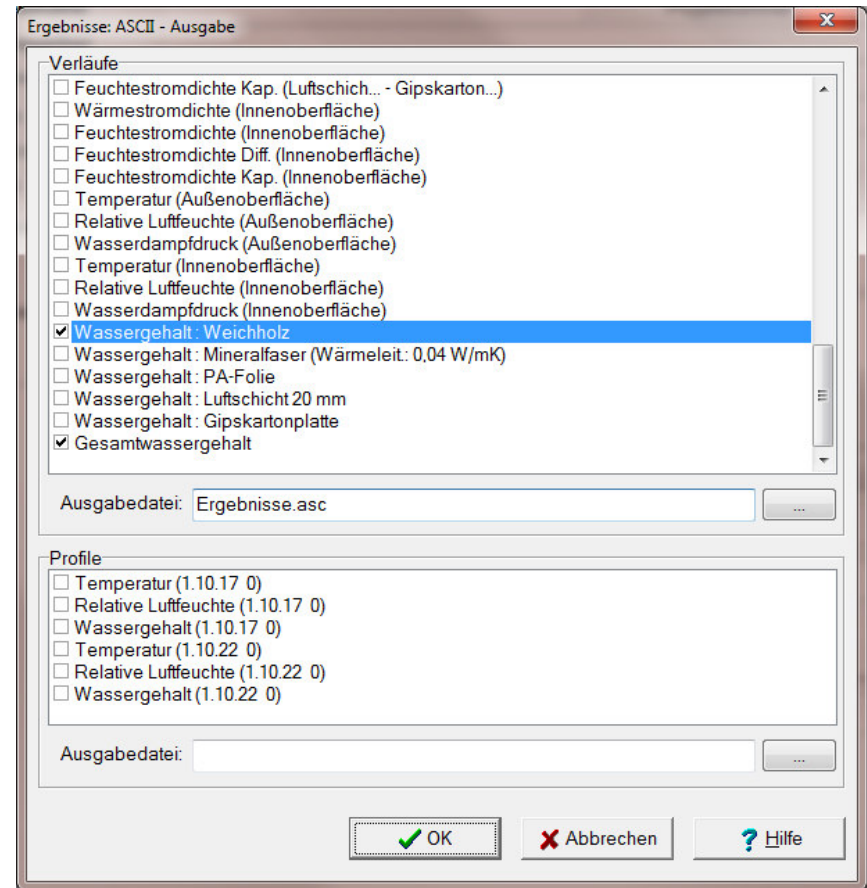 Ergebnisse: ASCII - Ausgabe
Verläufe
Feuchtestromdichte Kap. (Luftschich... - Gipskarton...)
Wärmestromdichte (Innenoberfläche)
Feuchtestromdichte (Innenoberfläche)
Feuchtestromdichte Diff. (Innenoberfläche)
Feuchtestromdichte Kap. (Innenoberfläche)
Temperatur (Außenoberfläche)
Relative Luftfeuchte (Außenoberfläche)
Wasserdampfdruck (Außenoberfläche)
Temperatur (Innenoberfläche)
Relative Luftfeuchte (Innenoberfläche)
Wasserdampfdruck (Innenoberfläche)
Wassergehalt : Weichholz
Wassergehalt : Mineralfaser (Wärmeleit.: 0,04 W/mK)
Wassergehalt : PA-Folie
Wassergehalt : Luftschicht 20 mm
Wassergehalt : Gipskartonplatte
Gesamtwassergehalt
Ausgabedatei: Ergebnisse.asc ...
Profile
Temperatur (1.10.17 0)
Relative Luftfeuchte (1.10.17 0)
Wassergehalt (1.10.17 0)
Temperatur (1.10.22 0)
Relative Luftfeuchte (1.10.22 0)
Wassergehalt (1.10.22 0)
Ausgabedatei: ...
OK Abbrechen ? Hilfe